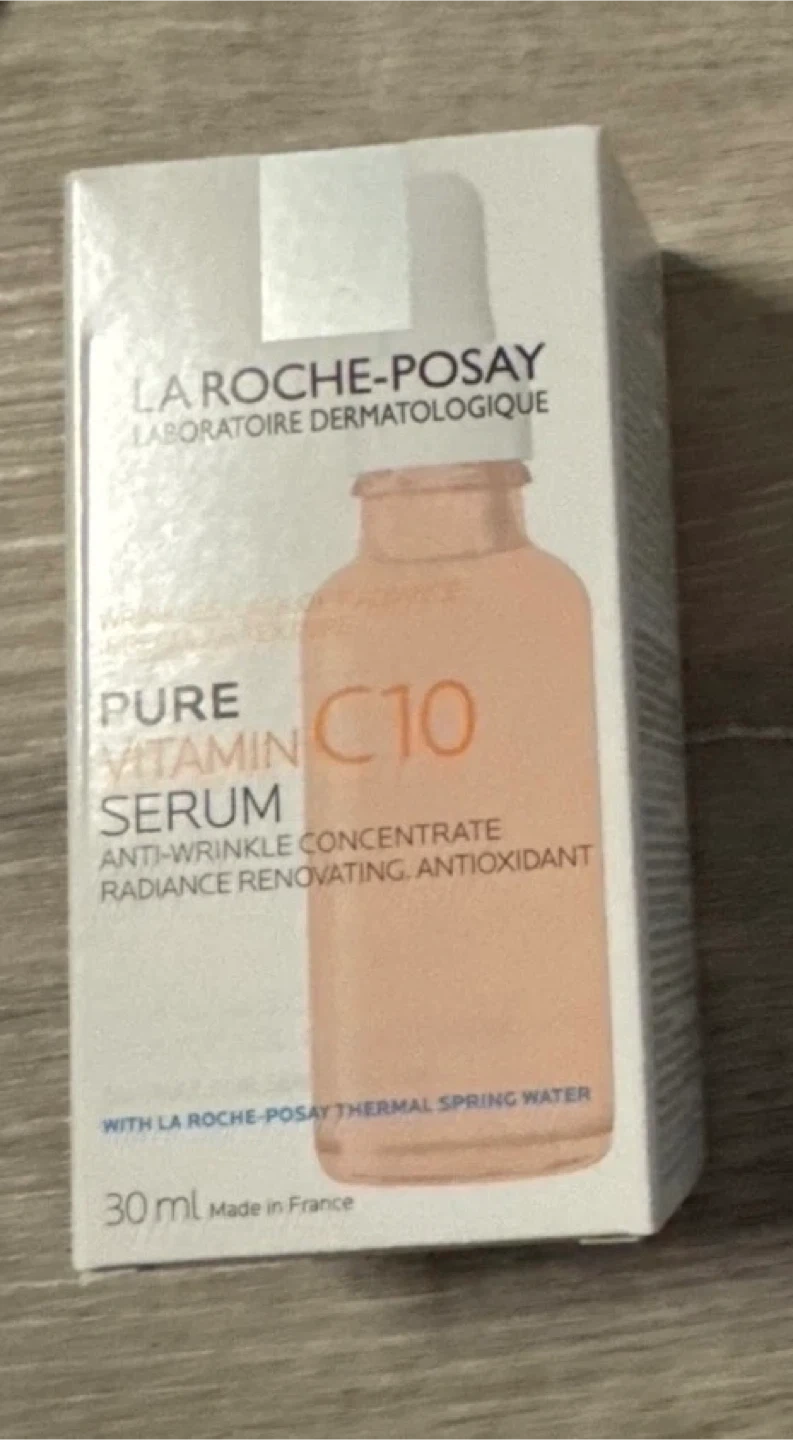 LA ROCHE-POSAY
LABORATOIRE DERMATOLOGIQUE
PURE
VITAMIN C10
SERUM
ANTI-WRINKLE CONCENTRATE
RADIANCE RENOVATING. ANTIOXIDANT
WITH LA ROCHE-POSAY THERMAL SPRING WATER
30 ml Made in France